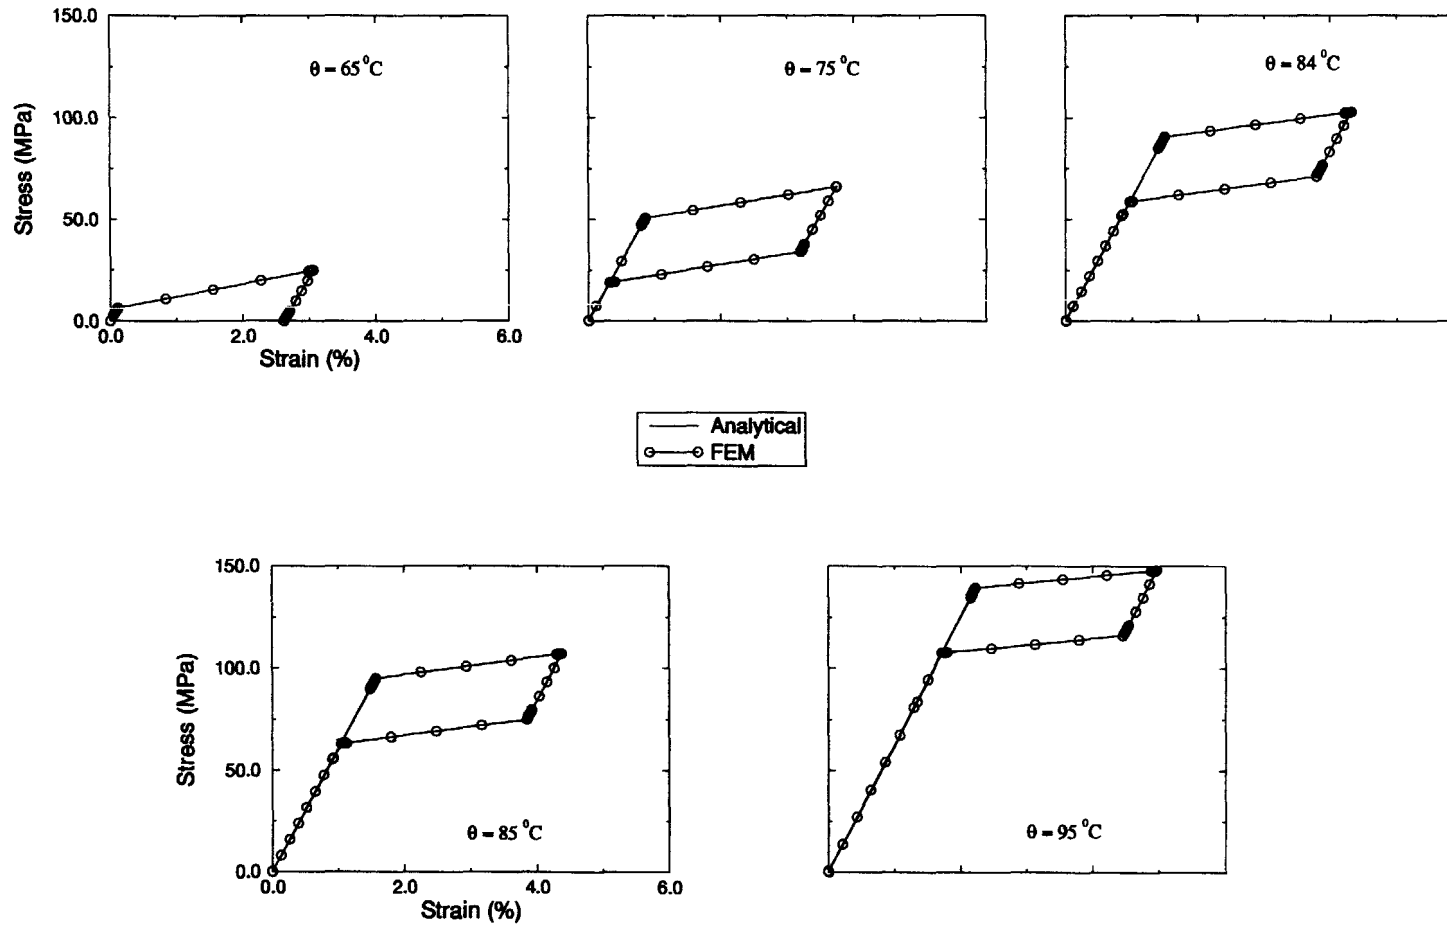 150.0
100.0
50.0
0.0
Stress (MPa)
θ = 65 °C
0.0 2.0 4.0 6.0
Strain (%)
θ = 75 °C
θ = 84 °C
Analytical
FEM
150.0
100.0
50.0
0.0
Stress (MPa)
θ = 85 °C
0.0 2.0 4.0 6.0
Strain (%)
θ = 95 °C